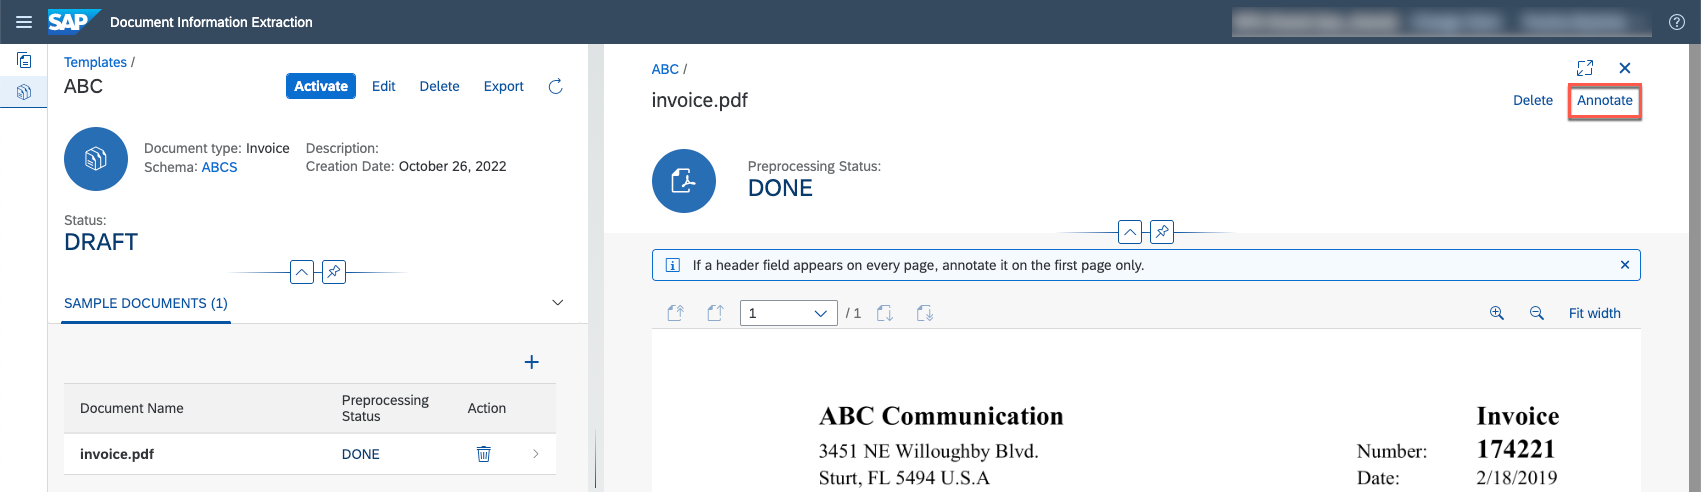 SAP Document Information Extraction
Templates /
ABC
Activate Edit Delete Export
Document type: Invoice
Schema: ABCS
Description:
Creation Date: October 26, 2022
Status:
DRAFT
SAMPLE DOCUMENTS (1)
Document Name Preprocessing Status Action
invoice.pdf DONE
ABC /
invoice.pdf
Delete Annotate
Preprocessing Status:
DONE
If a header field appears on every page, annotate it on the first page only.
1 / 1 Fit width
ABC Communication
3451 NE Willoughby Blvd.
Sturt, FL 5494 U.S.A
Invoice
Number: 174221
Date: 2/18/2019